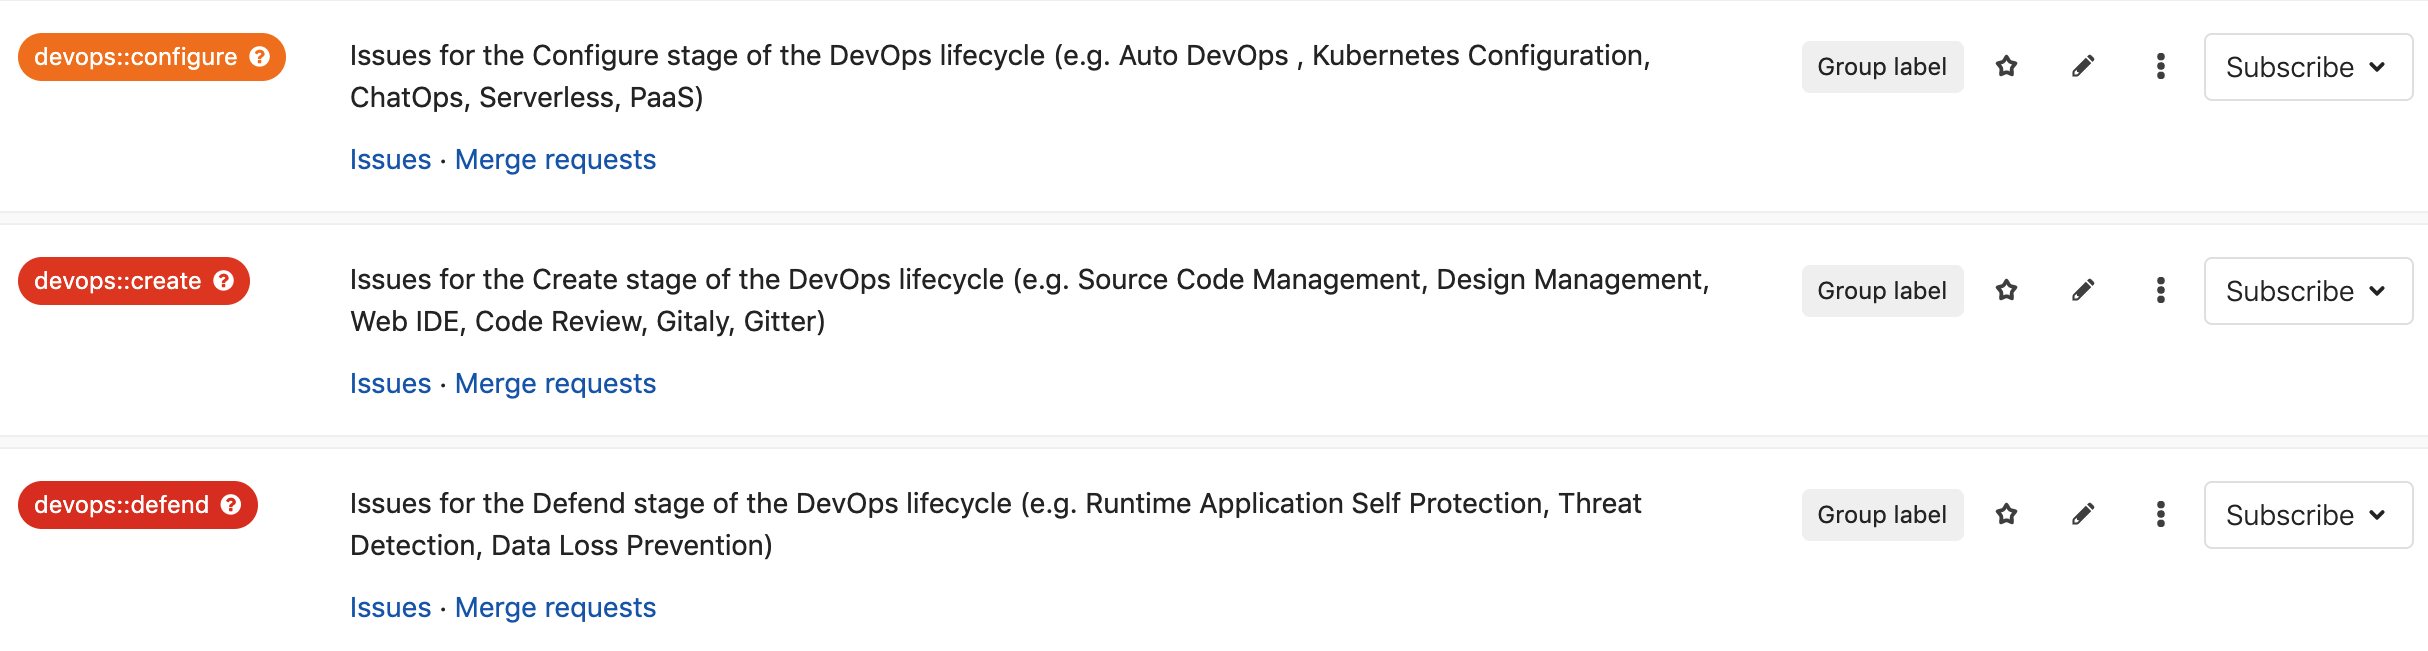 devops::configure ?
Issues for the Configure stage of the DevOps lifecycle (e.g. Auto DevOps , Kubernetes Configuration,
ChatOps, Serverless, PaaS)
Group label
Subscribe
Issues · Merge requests
devops::create ?
Issues for the Create stage of the DevOps lifecycle (e.g. Source Code Management, Design Management,
Web IDE, Code Review, Gitaly, Gitter)
Group label
Subscribe
Issues · Merge requests
devops::defend ?
Issues for the Defend stage of the DevOps lifecycle (e.g. Runtime Application Self Protection, Threat
Detection, Data Loss Prevention)
Group label
Subscribe
Issues · Merge requests